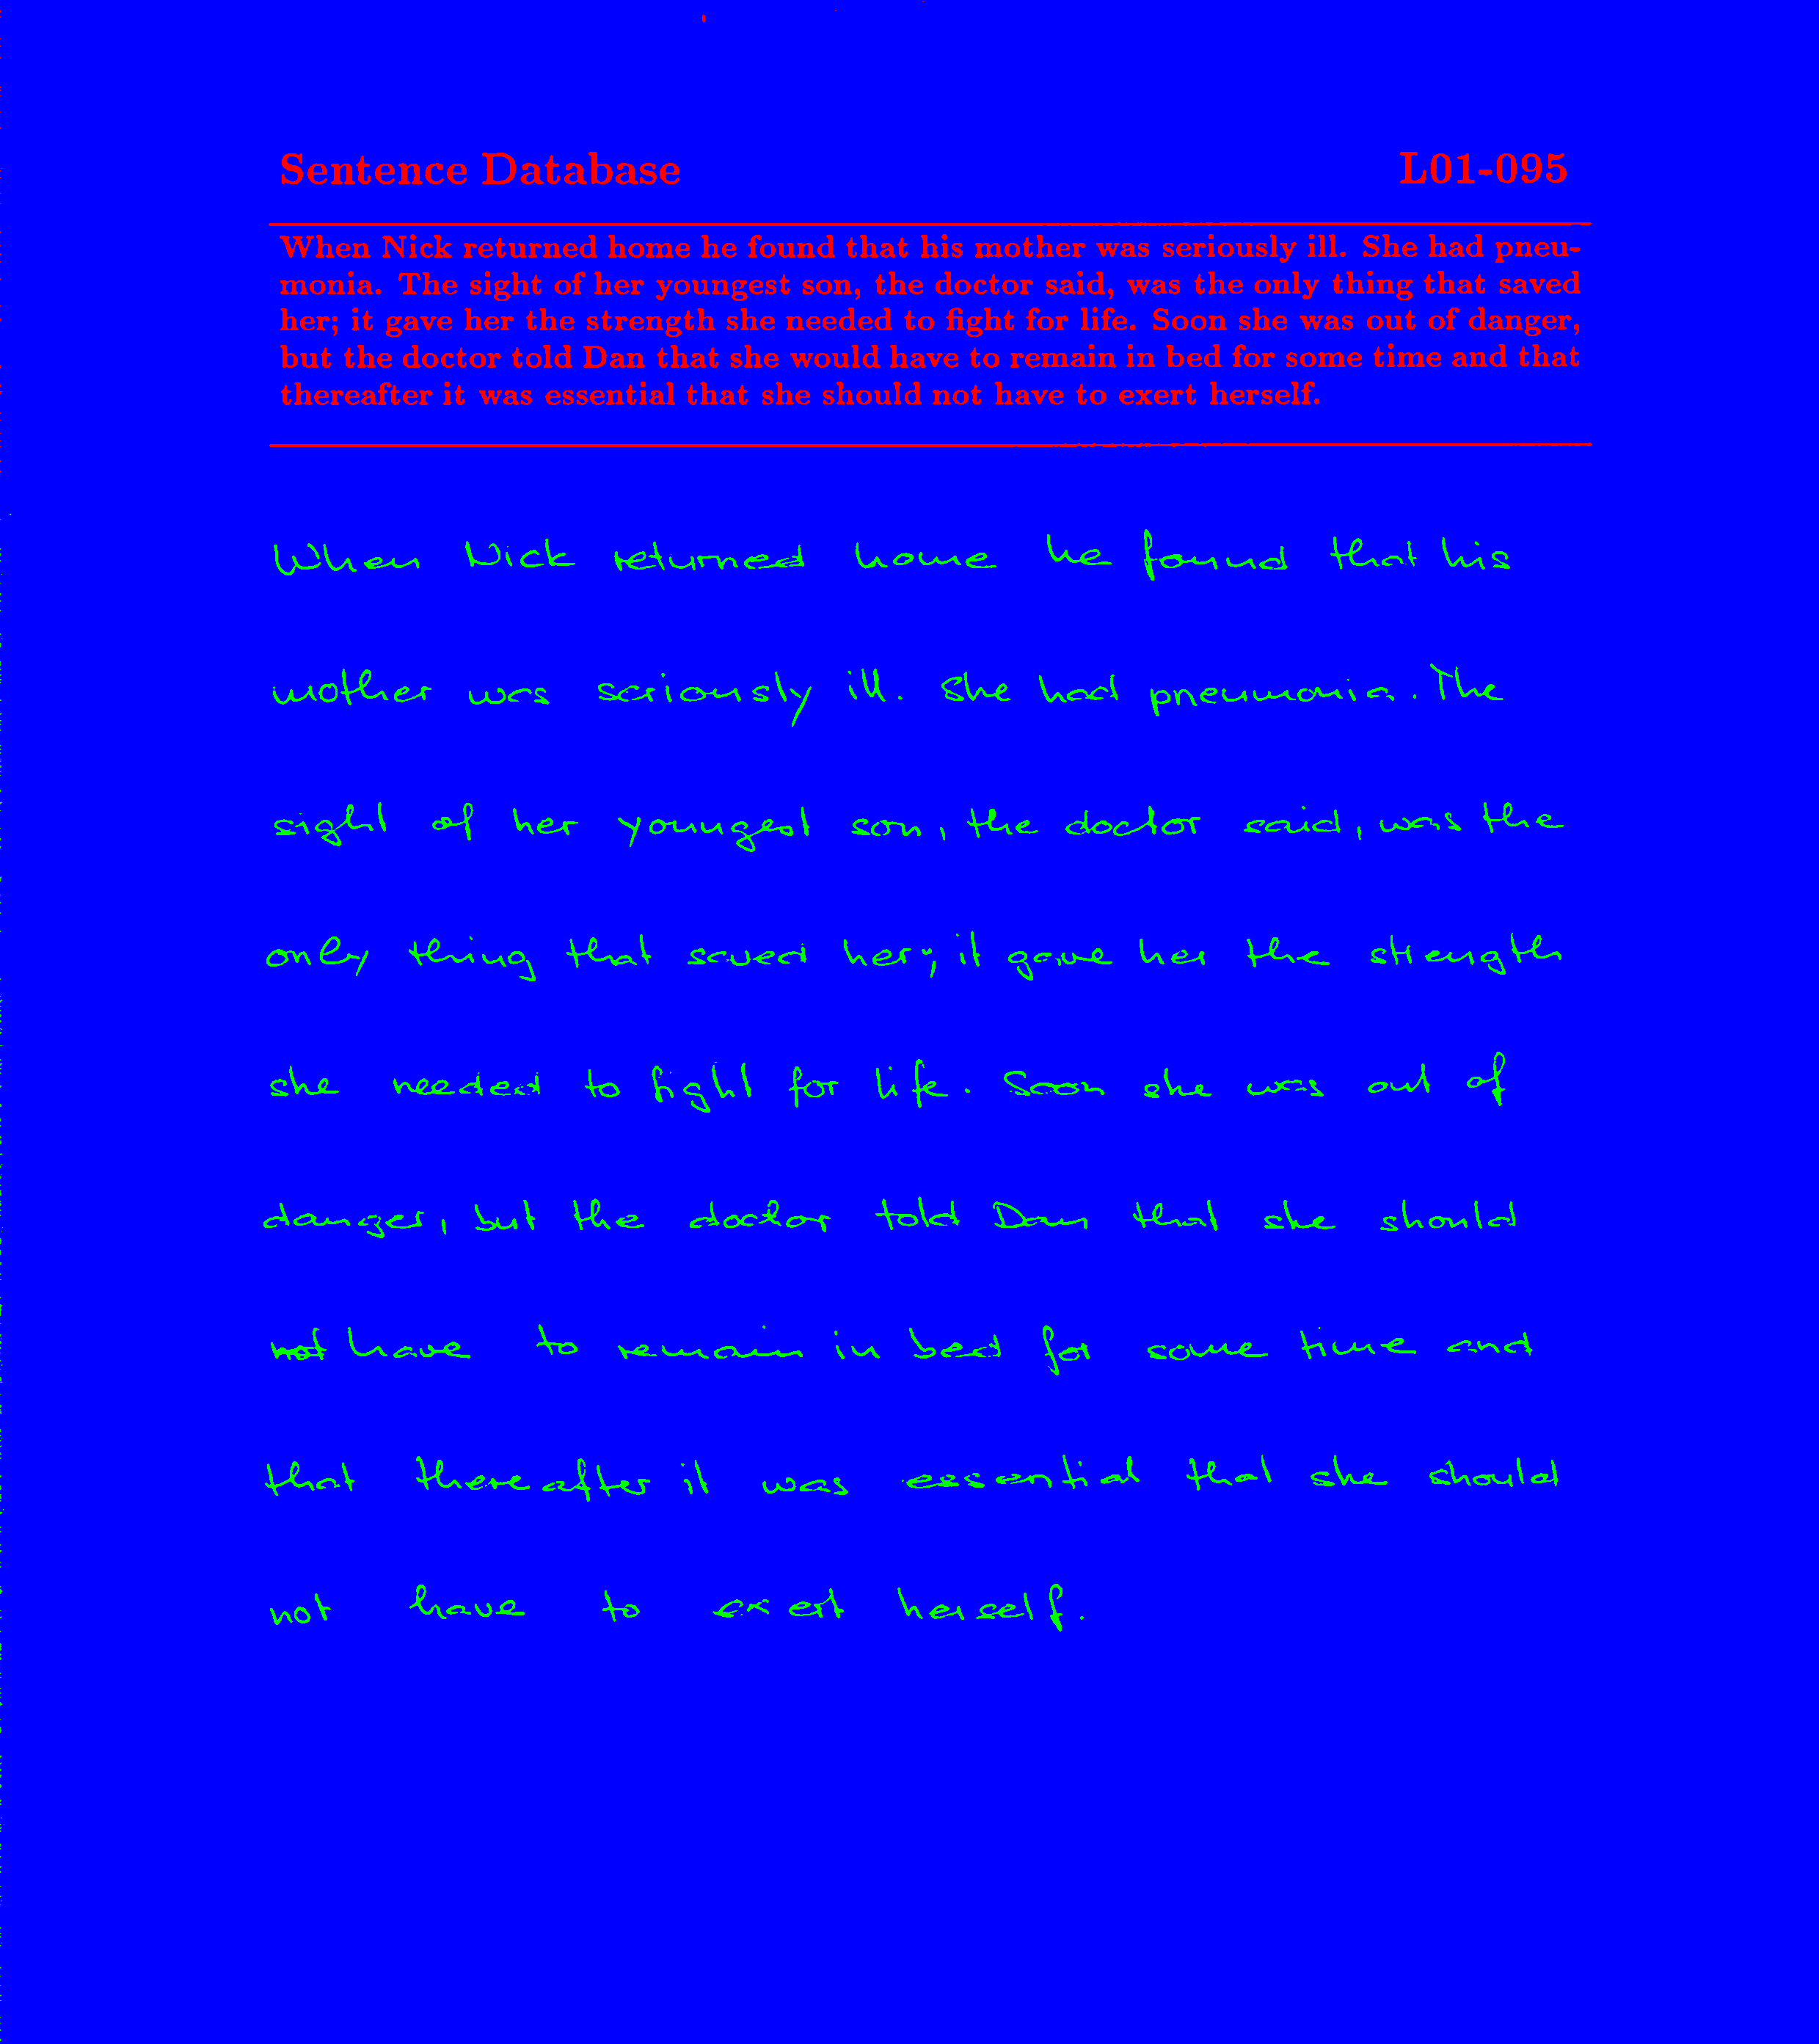 Sentence Database L01-095
When Nick returned home he found that his mother was seriously ill. She had pneu-
monia. The sight of her youngest son, the doctor said, was the only thing that saved
her; it gave her the strength she needed to fight for life. Soon she was out of danger,
but the doctor told Dan that she would have to remain in bed for some time and that
thereafter it was essential that she should not have to exert herself.
When Nick returned home he found that his
mother was seriously ill. She had pneumonia. The
sight of her youngest son, the doctor said, was the
only thing that saved her; it gave her the strength
she needed to fight for life. Soon she was out of
danger, but the doctor told Dan that she should
not have to remain in bed for some time and
that thereafter it was essential that she should
not have to exert herself.